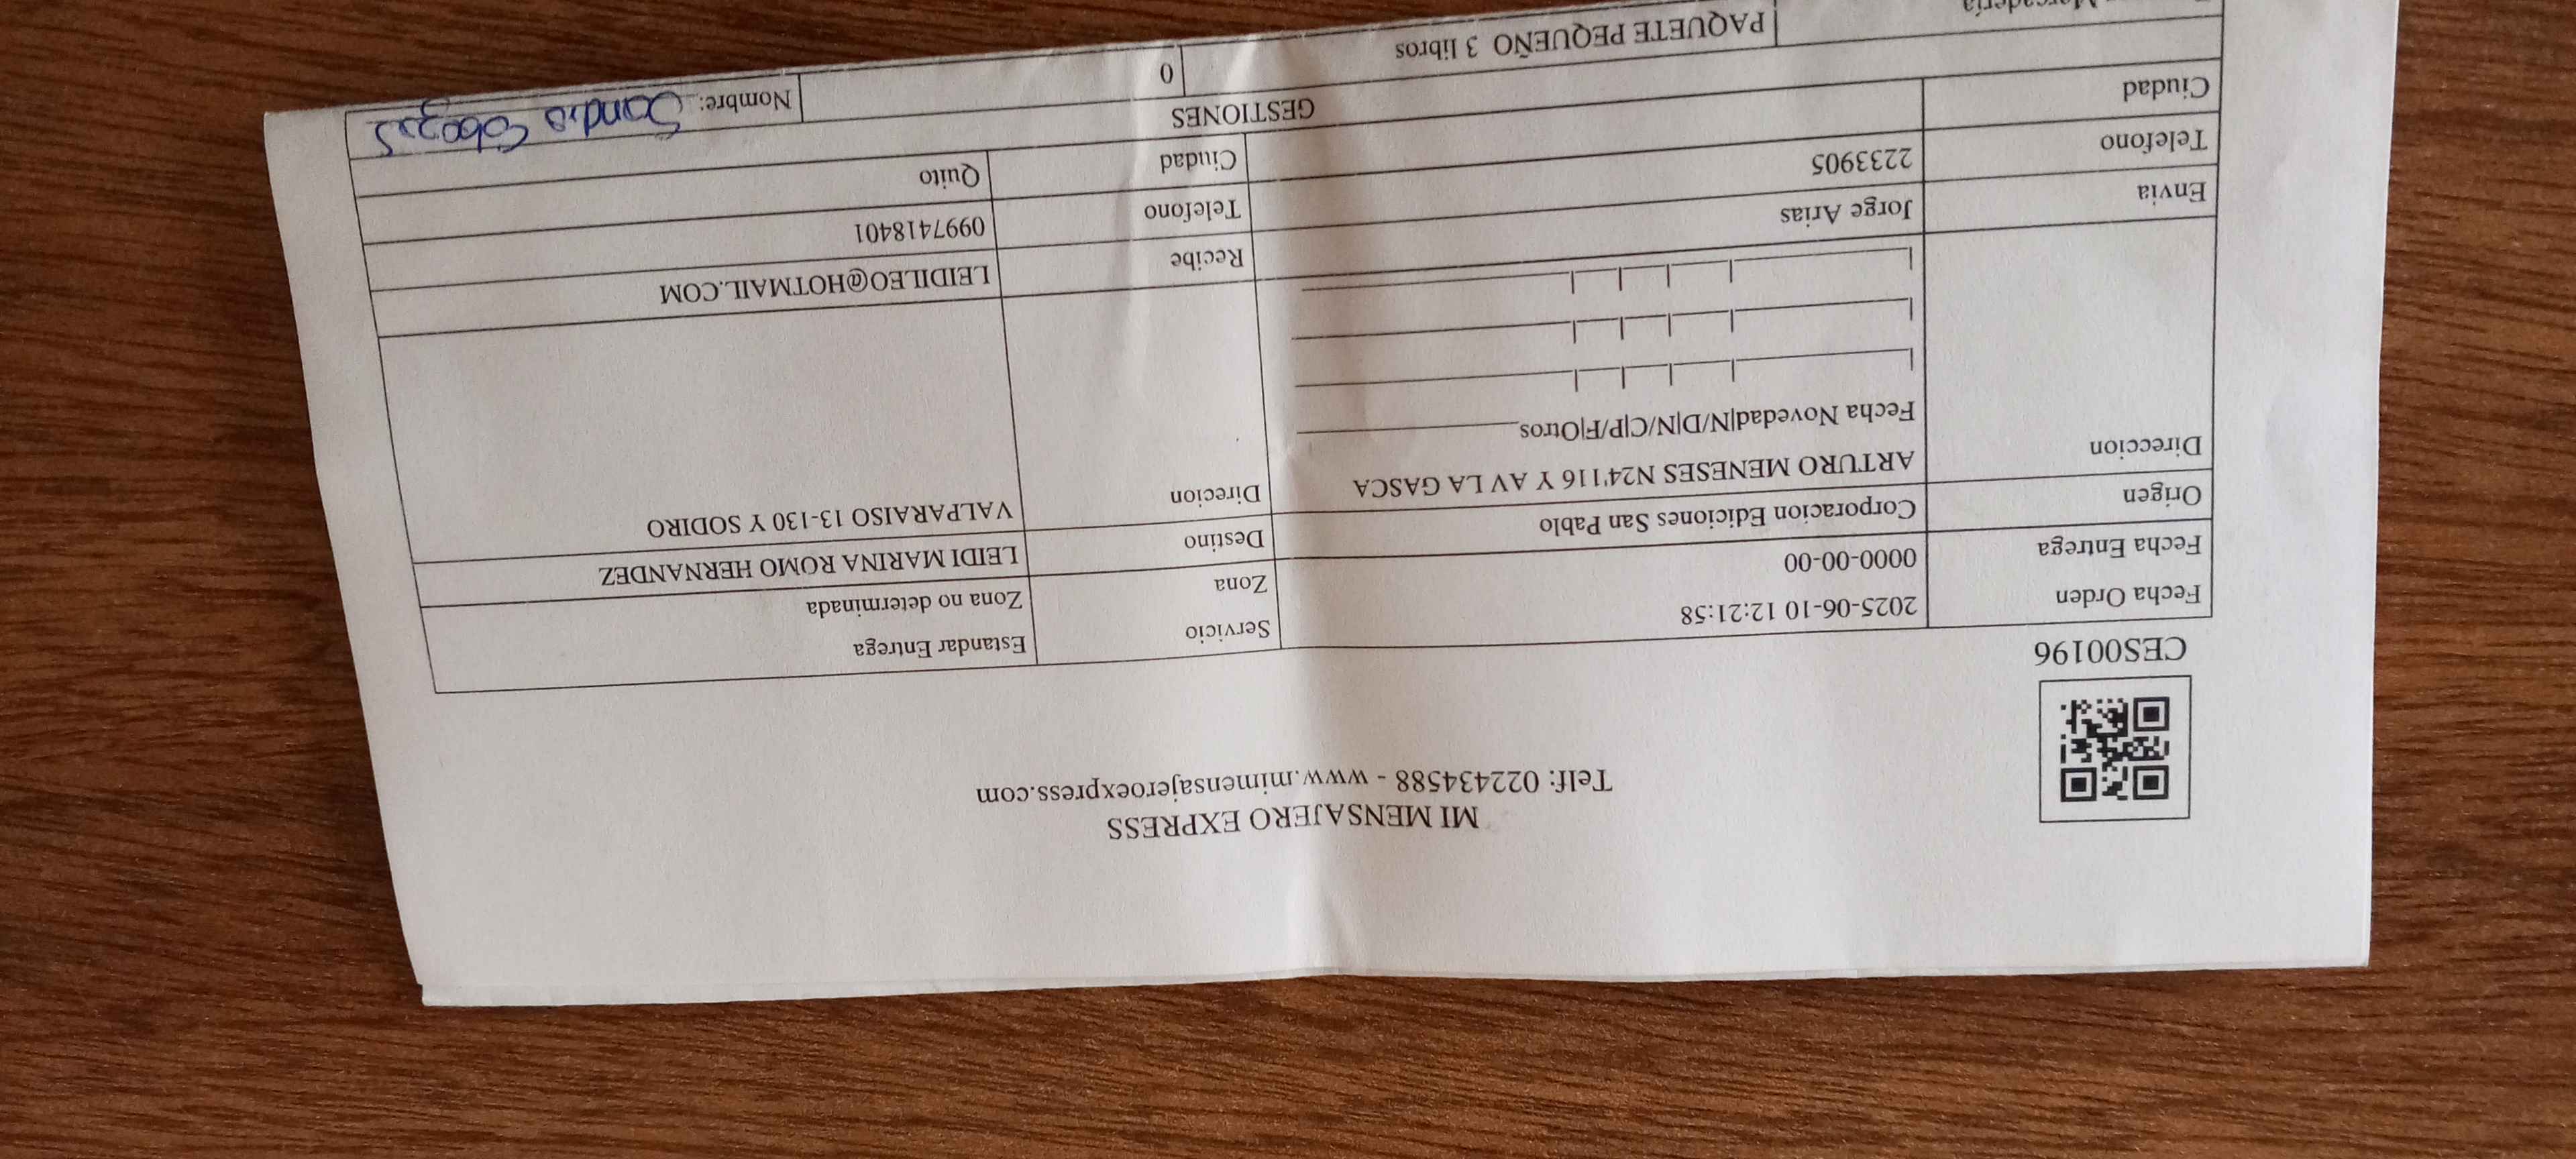 MI MENSAJERO EXPRESS
Telf: 022434588 - www.mimensajeroexpress.com
CES00196
Fecha Orden 2025-06-10 12:21:58 Servicio Estandar Entrega
Fecha Entrega 0000-00-00 Zona Zona no determinada
Origen Corporacion Ediciones San Pablo Destino LEIDI MARINA ROMO HERNANDEZ
Direccion ARTURO MENESES N24'116 Y AV LA GASCA Direcion VALPARAISO 13-130 Y SODIRO
Fecha Novedad|N/D|N/C|P/F|Otros
Envia Jorge Arias Recibe LEIDILEO@HOTMAIL.COM
Telefono 2233905 Telefono 0997418401
Ciudad Ciudad Quito
GESTIONES
Mercadería PAQUETE PEQUEÑO 3 libros 0 Nombre: Sandra